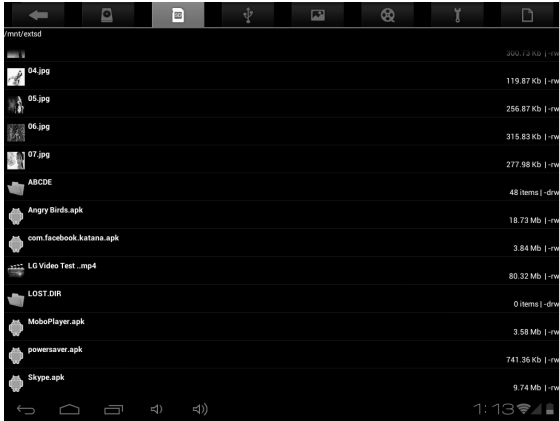 /mnt/extsd
300.73 Kb | -rw
04.jpg
119.87 Kb | -rw
05.jpg
256.87 Kb | -rw
06.jpg
315.83 Kb | -rw
07.jpg
277.98 Kb | -rw
ABCDE
48 items | -drw
Angry Birds.apk
18.73 Mb | -rw
com.facebook.katana.apk
3.84 Mb | -rw
LG Video Test ..mp4
80.32 Mb | -rw
LOST.DIR
0 items | -drw
MoboPlayer.apk
3.58 Mb | -rw
powersaver.apk
741.36 Kb | -rw
Skype.apk
9.74 Mb | -rw
1:13